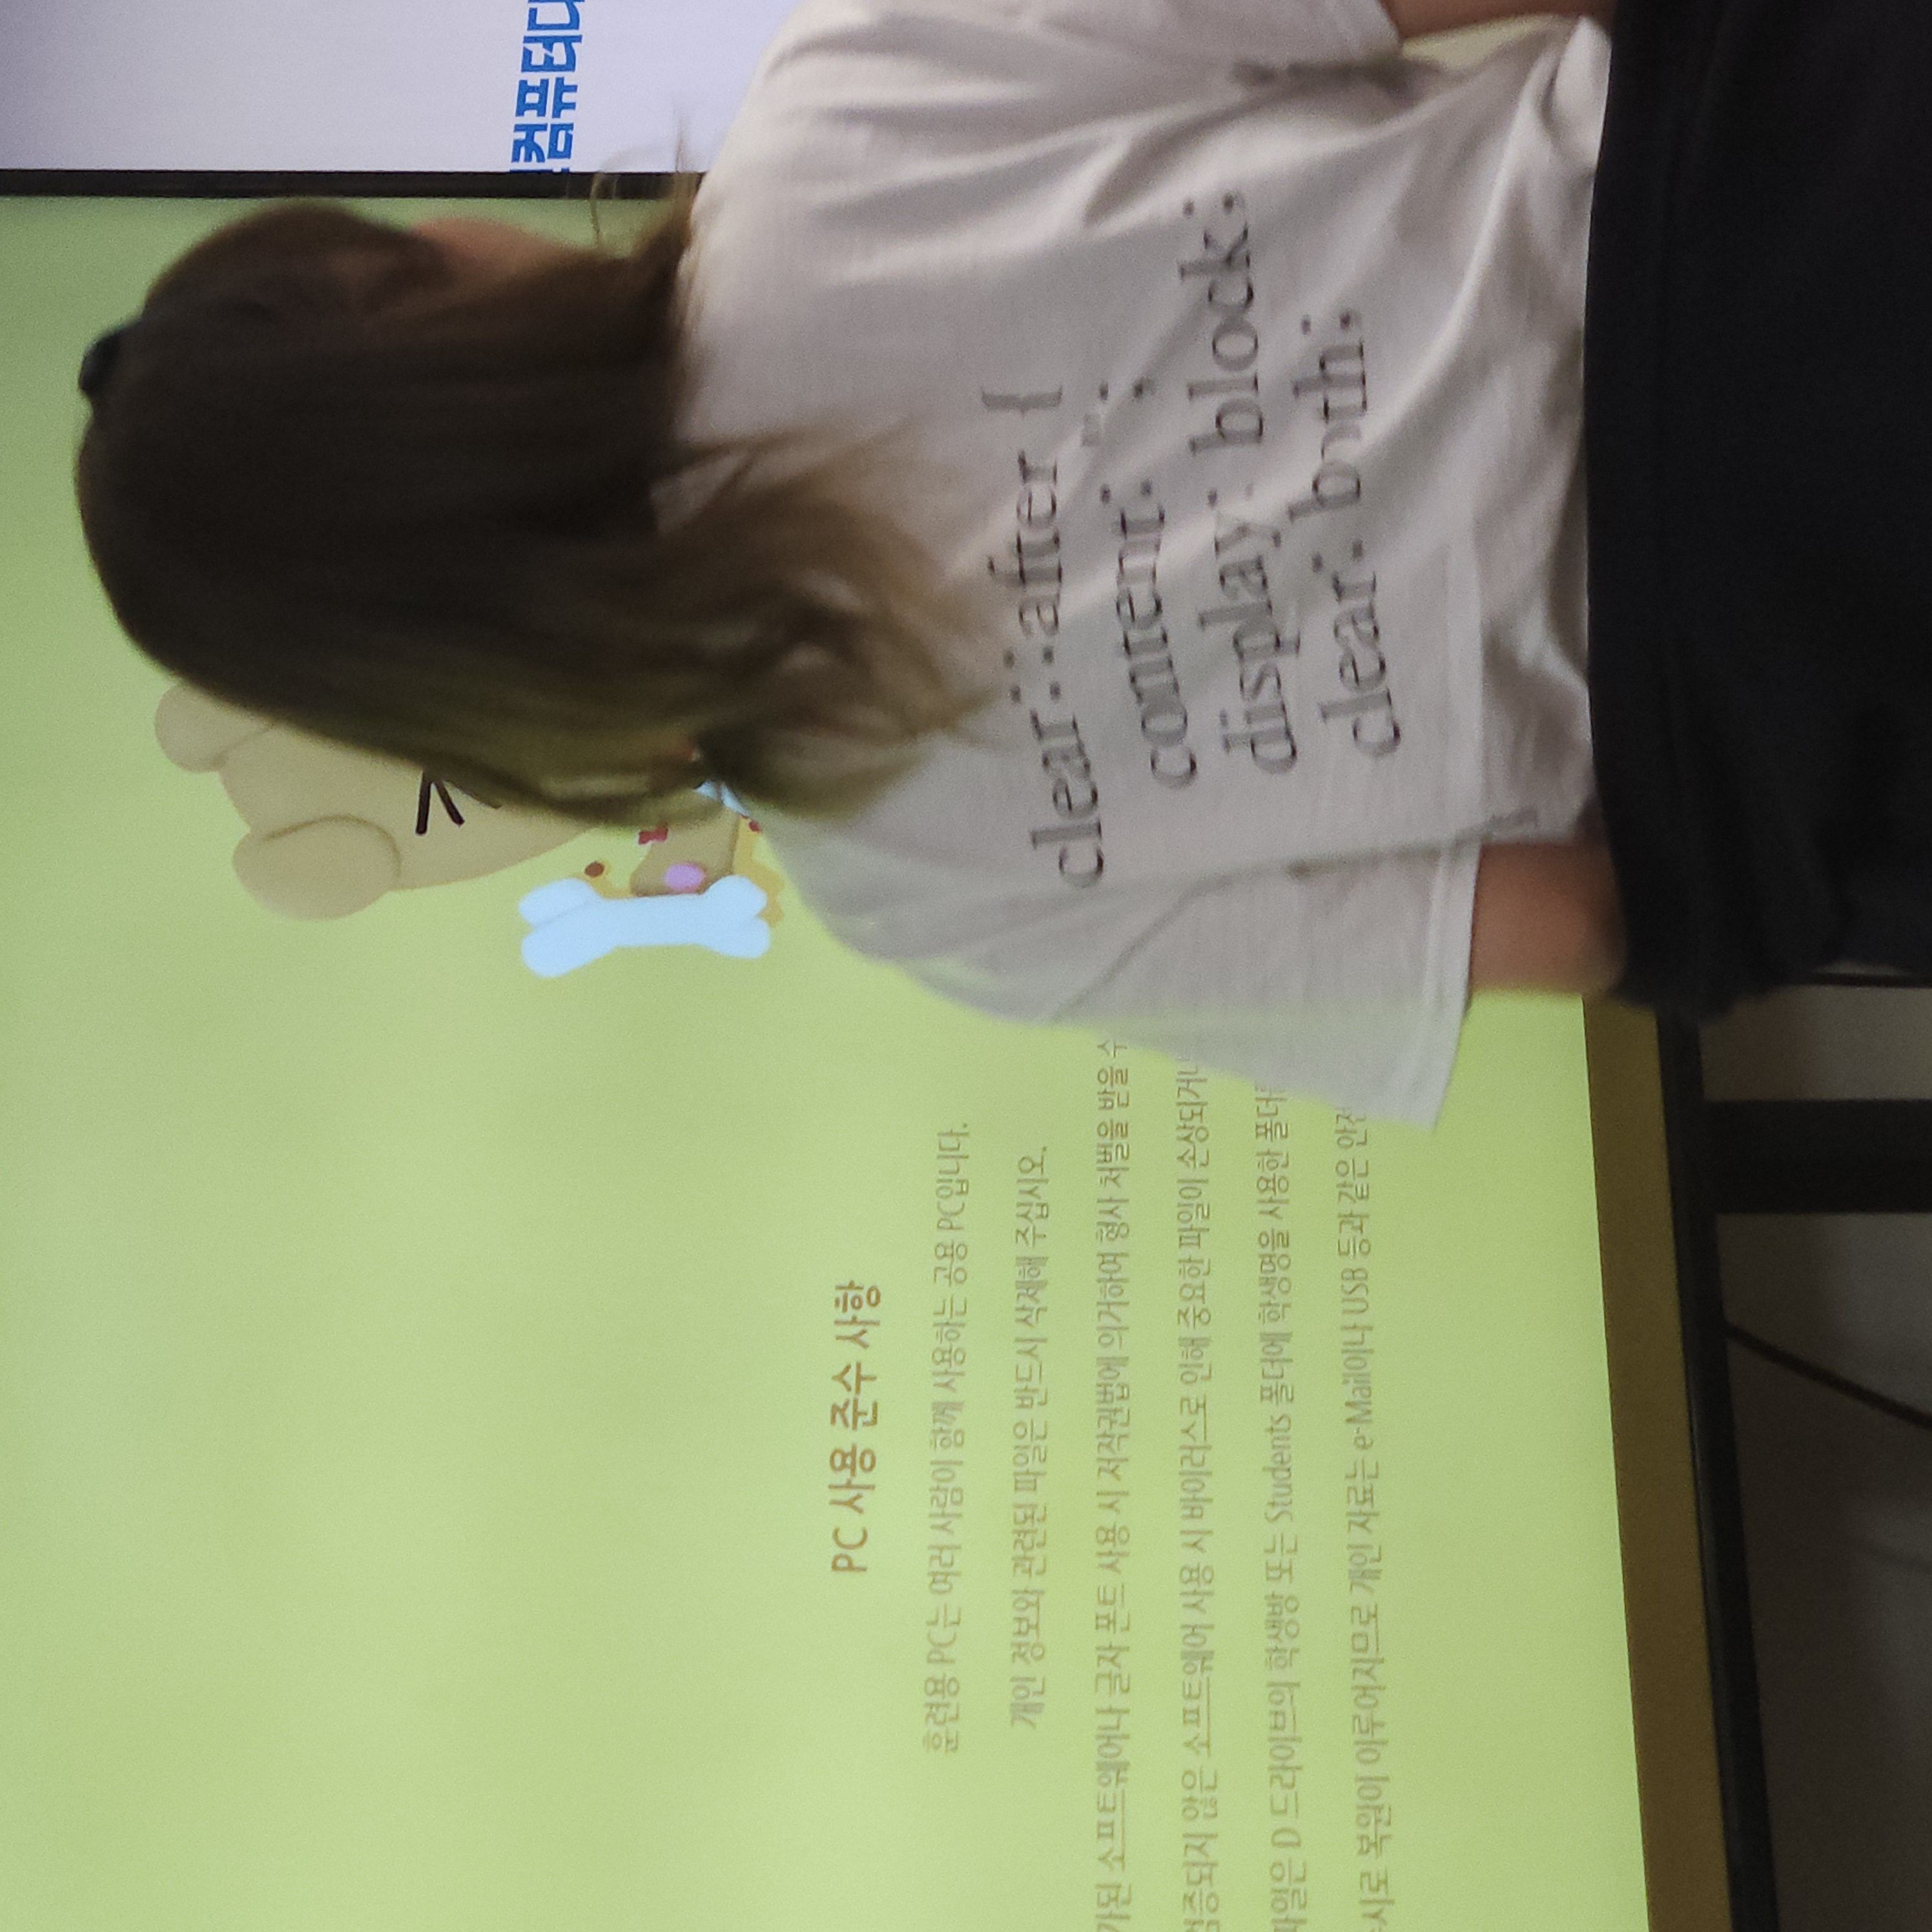 컴퓨터
PC 사용 준수 사항
훈련용 PC는 여러 사람이 함께 사용하는 공용 PC입니다.
개인 정보와 관련된 파일은 반드시 삭제해 주십시오.
가된 소프트웨어나 글자 폰트 사용 시 저작권법에 의거하여 형사 처벌을 받을 수
검증되지 않은 소프트웨어 사용 시 바이러스로 인해 중요한 파일이 손상되거나
파일은 D 드라이브의 학생방 또는 Students 폴더에 학생명을 사용한 폴더를
수시로 복원이 이루어지므로 개인 자료는 e-Mail이나 USB 등과 같은 안전
clear::after {
content: "";
display: block;
clear: both;
}